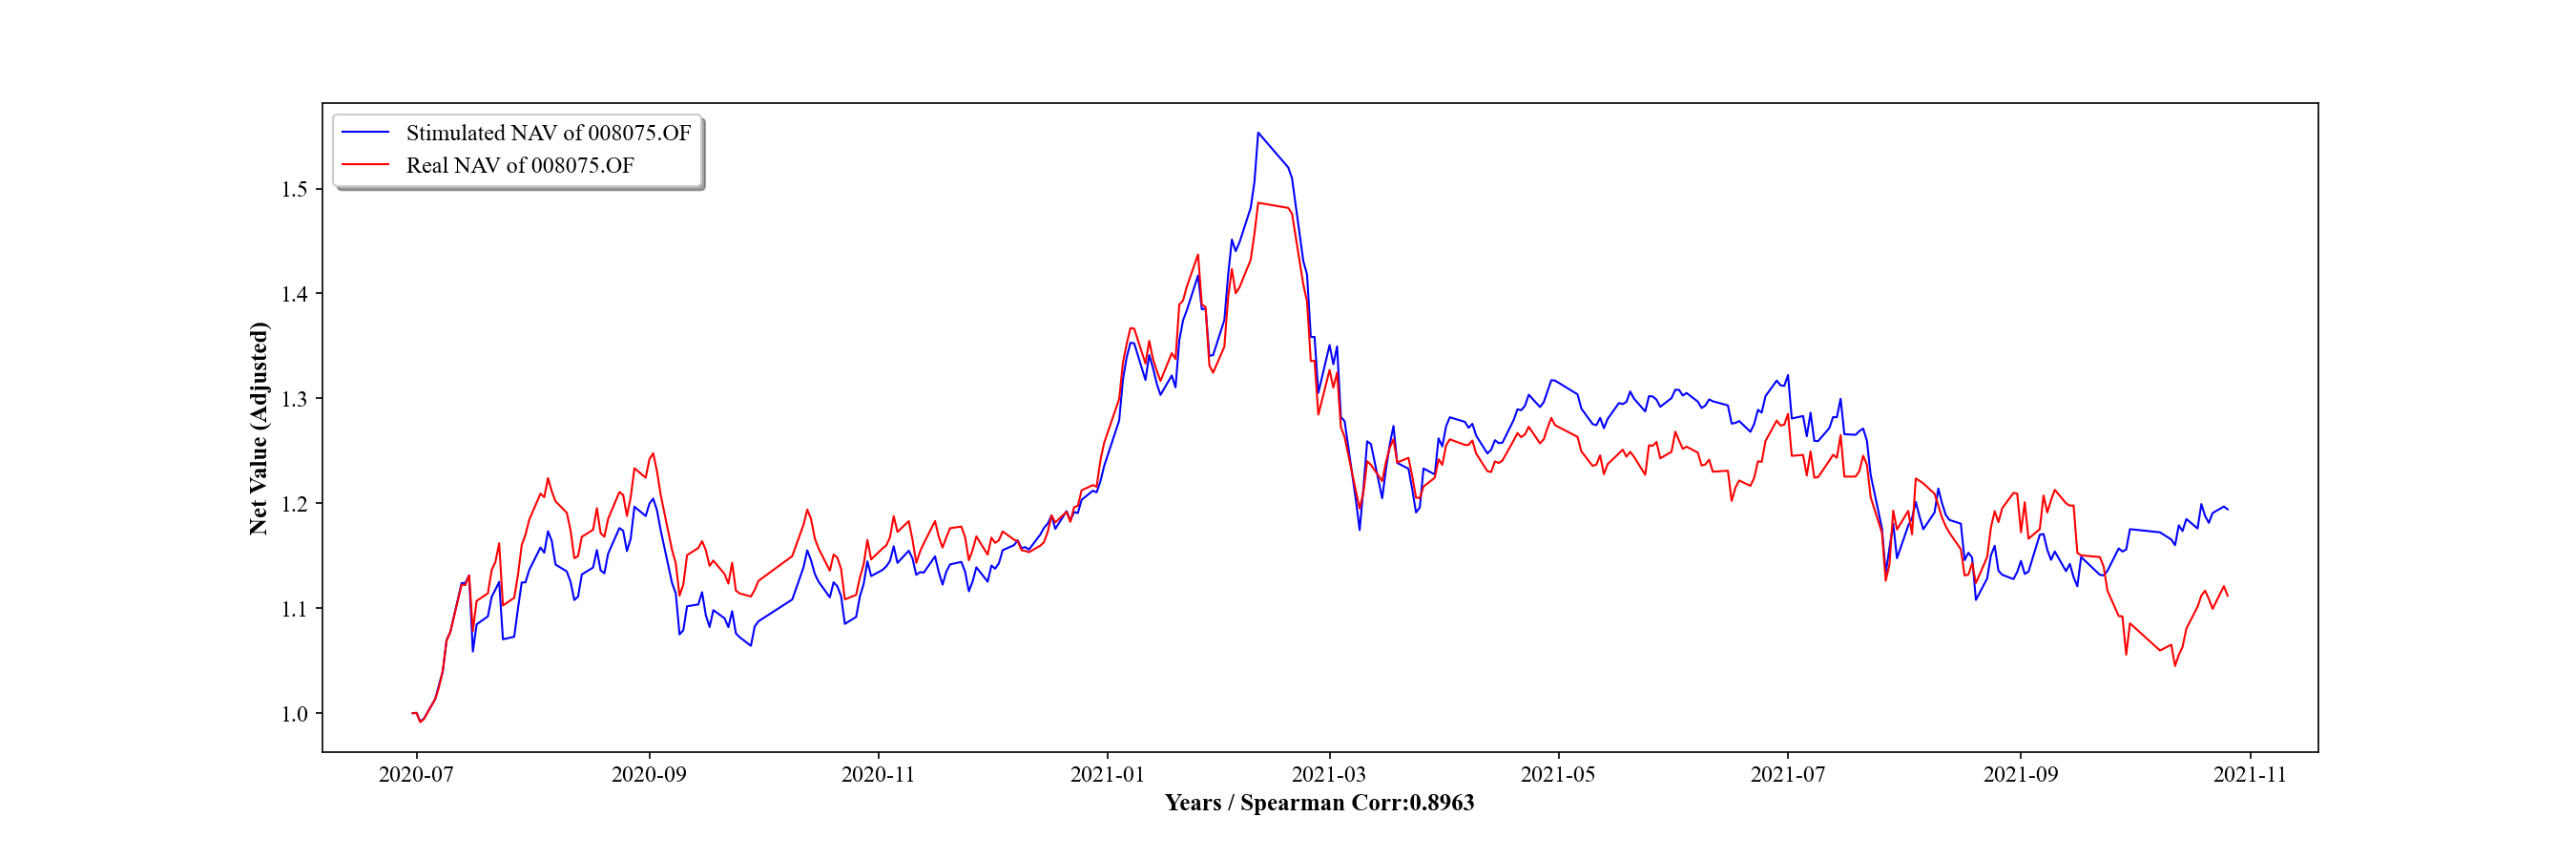 Stimulated NAV of 008075.OF
Real NAV of 008075.OF
Net Value (Adjusted)
1.5
1.4
1.3
1.2
1.1
1.0
2020-07 2020-09 2020-11 2021-01 2021-03 2021-05 2021-07 2021-09 2021-11
Years / Spearman Corr:0.8963